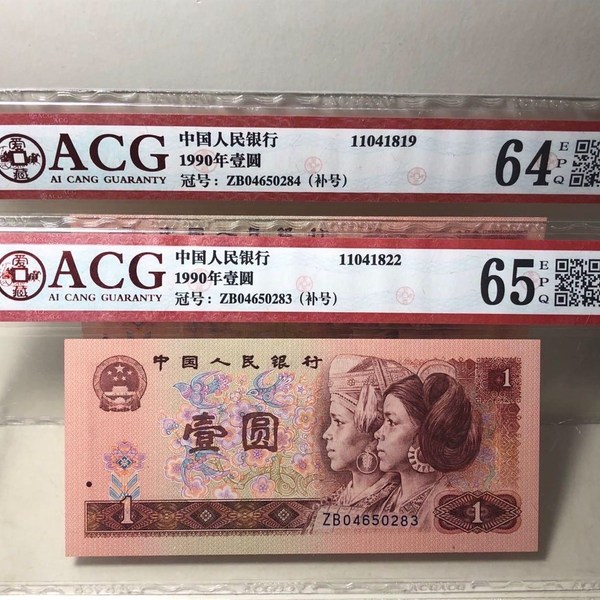 ACG
AI CANG GUARANTY
中国人民银行 11041819
1990年壹圆
冠号：ZB04650284（补号）
64 EPQ
ACG
AI CANG GUARANTY
中国人民银行 11041822
1990年壹圆
冠号：ZB04650283（补号）
65 EPQ
中国人民银行
1
壹圆
1
ZB04650283
1